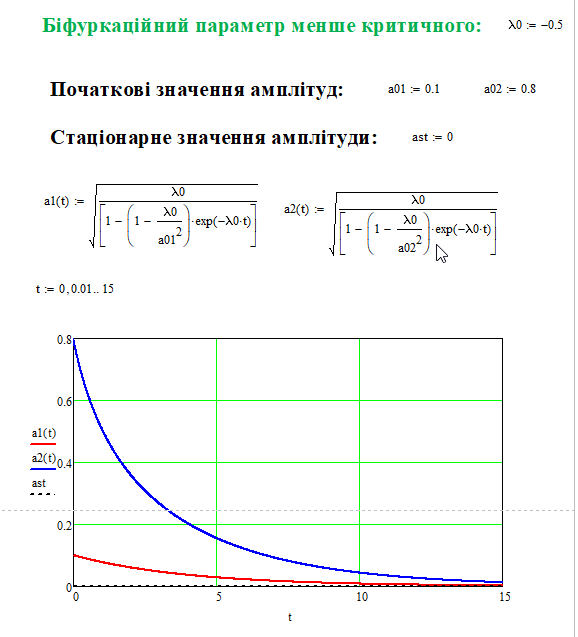 Біфуркаційний параметр менше критичного: λ0 := −0.5
Початкові значення амплітуд: a01 := 0.1 a02 := 0.8
Стаціонарне значення амплітуди: ast := 0
a1(t) := √(λ0 / [1 − (1 − λ0 / a01²)·exp(−λ0·t)]) a2(t) := √(λ0 / [1 − (1 − λ0 / a02²)·exp(−λ0·t)])
t := 0, 0.01 .. 15
0.8
0.6
a1(t)
a2(t) 0.4
ast
0.2
0
0 5 10 15
t